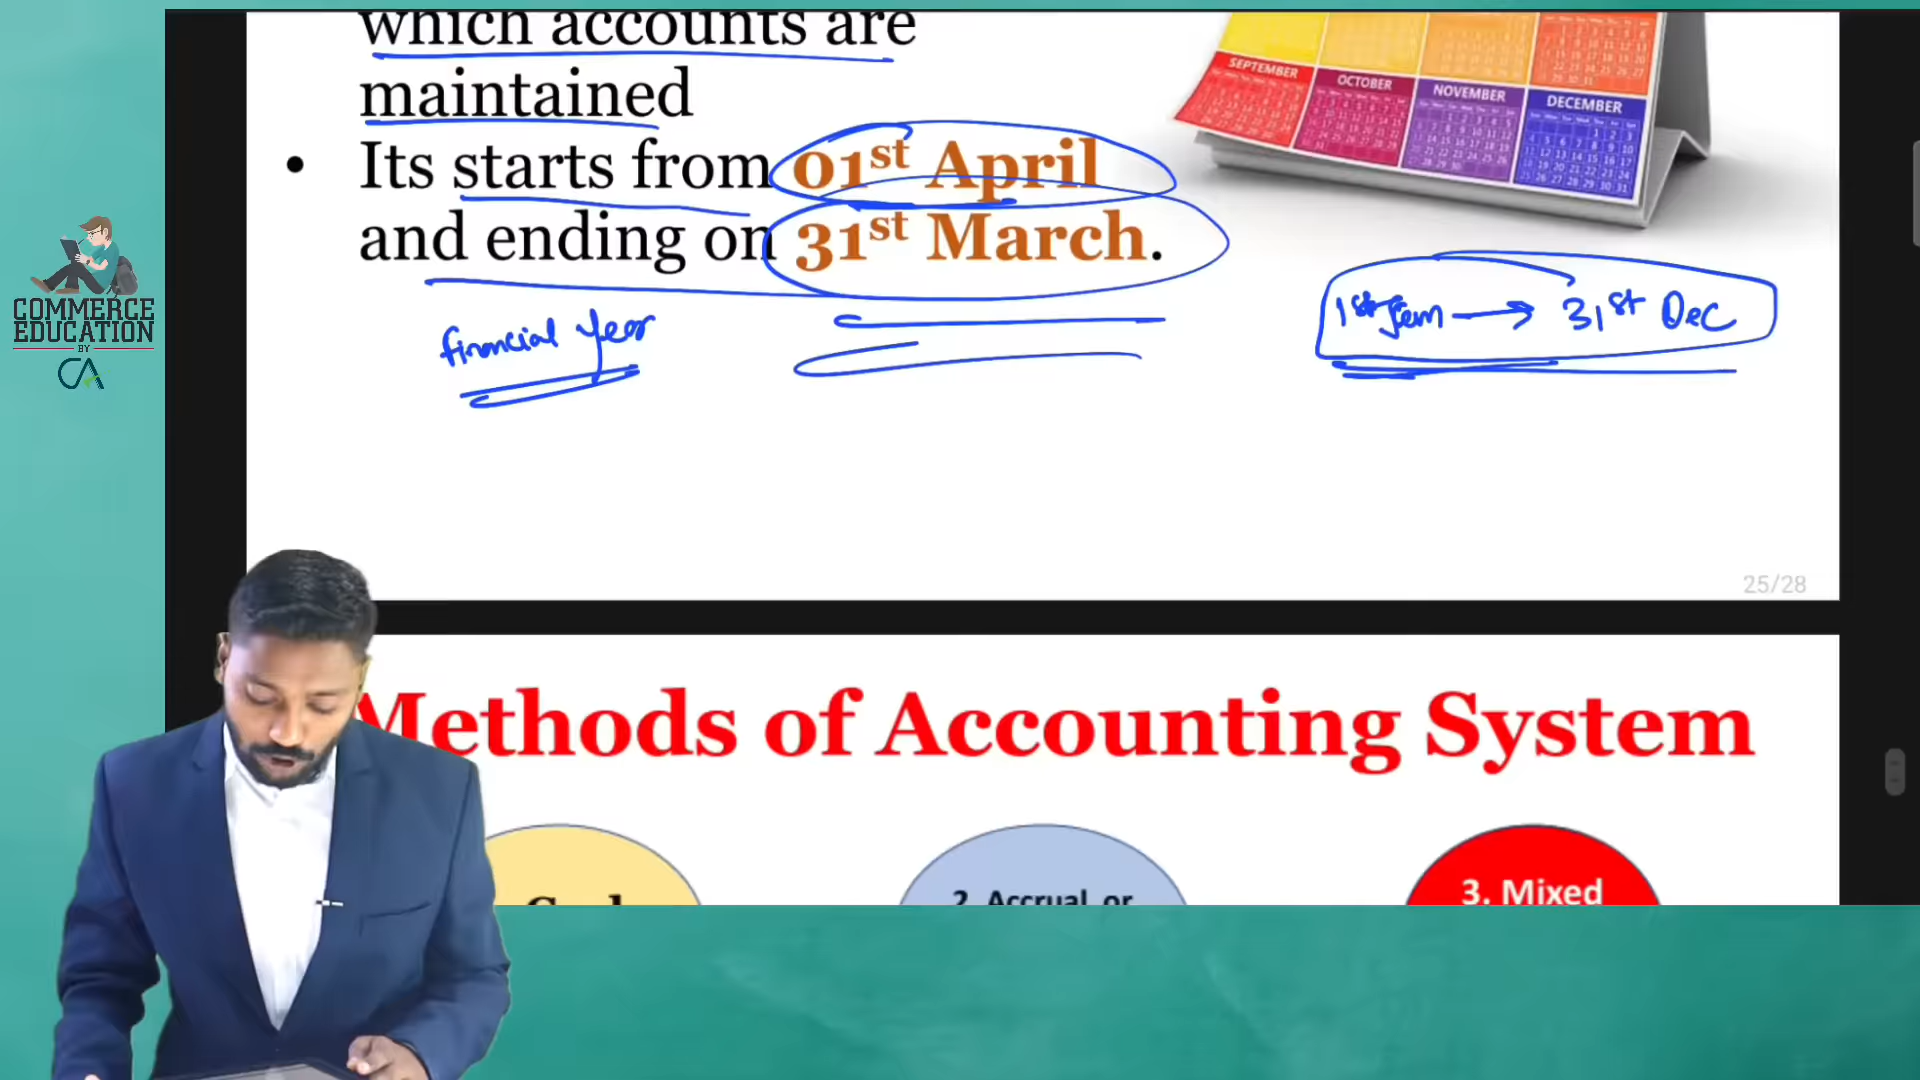 which accounts are
maintained
• Its starts from 01st April
and ending on 31st March.
financial year
1st Jan → 31st Dec
SEPTEMBER
OCTOBER
NOVEMBER
DECEMBER
COMMERCE
EDUCATION
BY
CA
25/28
Methods of Accounting System
2. Accrual or
3. Mixed